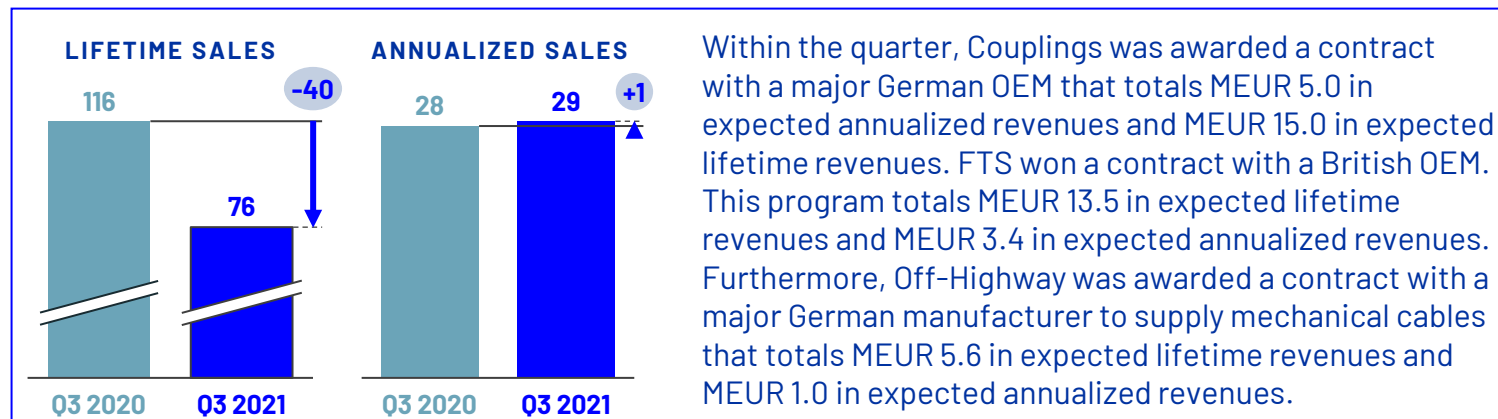 LIFETIME SALES
116
-40
76
Q3 2020
Q3 2021
ANNUALIZED SALES
28
29
+1
Q3 2020
Q3 2021
Within the quarter, Couplings was awarded a contract
with a major German OEM that totals MEUR 5.0 in
expected annualized revenues and MEUR 15.0 in expected
lifetime revenues. FTS won a contract with a British OEM.
This program totals MEUR 13.5 in expected lifetime
revenues and MEUR 3.4 in expected annualized revenues.
Furthermore, Off-Highway was awarded a contract with a
major German manufacturer to supply mechanical cables
that totals MEUR 5.6 in expected lifetime revenues and
MEUR 1.0 in expected annualized revenues.